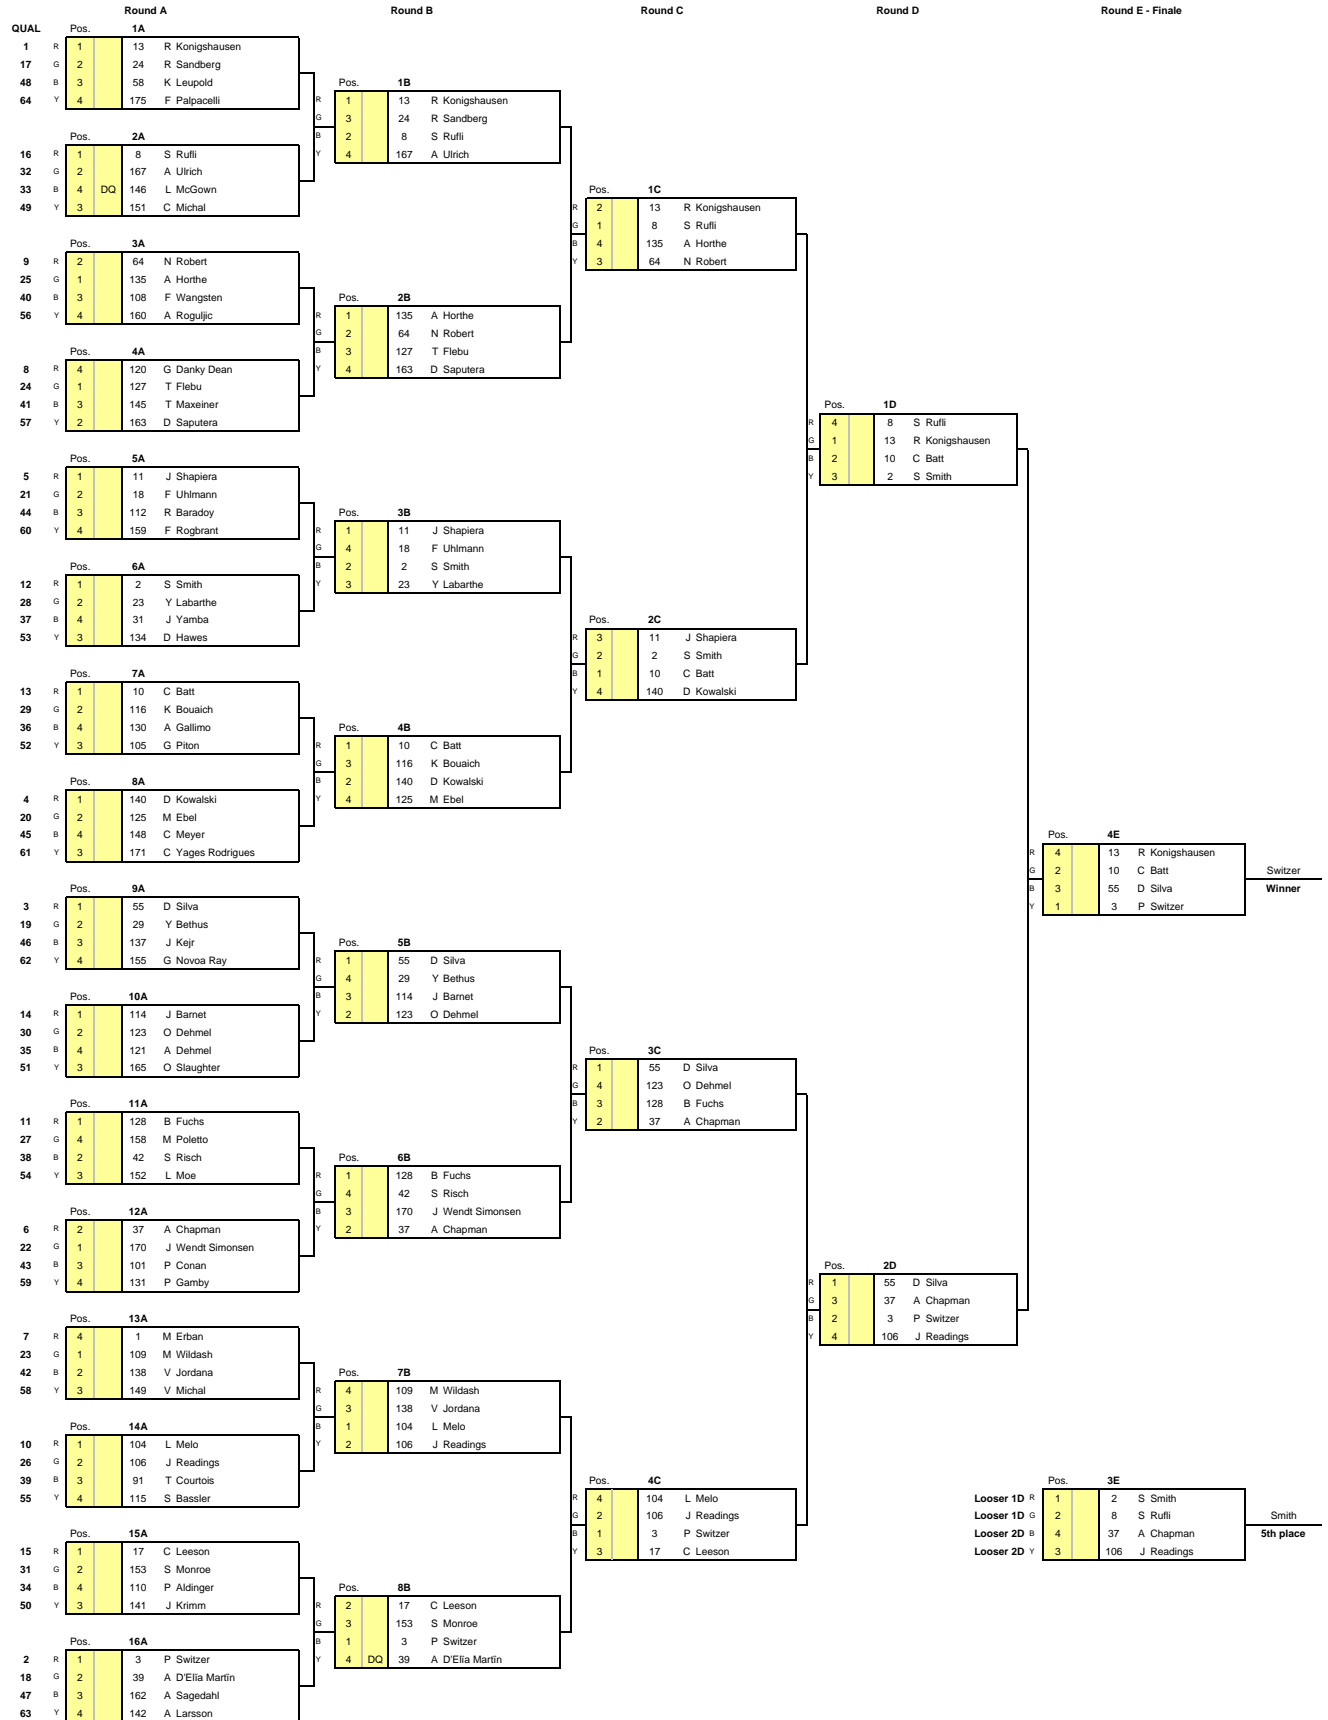 Round A Round B Round C Round D Round E - Finale
QUAL Pos. 1A
1 R 1 13 R Konigshausen
17 G 2 24 R Sandberg
48 B 3 58 K Leupold
64 Y 4 175 F Palpacelli
Pos. 2A
16 R 1 8 S Rufli
32 G 2 167 A Ulrich
33 B 4 DQ 146 L McGown
49 Y 3 151 C Michal
Pos. 3A
9 R 2 64 N Robert
25 G 1 135 A Horthe
40 B 3 108 F Wangsten
56 Y 4 160 A Roguljic
Pos. 4A
8 R 4 120 G Danky Dean
24 G 1 127 T Flebu
41 B 3 145 T Maxeiner
57 Y 2 163 D Saputera
Pos. 5A
5 R 1 11 J Shapiera
21 G 2 18 F Uhlmann
44 B 3 112 R Baradoy
60 Y 4 159 F Rogbrant
Pos. 6A
12 R 1 2 S Smith
28 G 2 23 Y Labarthe
37 B 4 31 J Yamba
53 Y 3 134 D Hawes
Pos. 7A
13 R 1 10 C Batt
29 G 2 116 K Bouaich
36 B 4 130 A Gallimo
52 Y 3 105 G Piton
Pos. 8A
4 R 1 140 D Kowalski
20 G 2 125 M Ebel
45 B 4 148 C Meyer
61 Y 3 171 C Yages Rodrigues
Pos. 9A
3 R 1 55 D Silva
19 G 2 29 Y Bethus
46 B 3 137 J Kejr
62 Y 4 155 G Novoa Ray
Pos. 10A
14 R 1 114 J Barnet
30 G 2 123 O Dehmel
35 B 4 121 A Dehmel
51 Y 3 165 O Slaughter
Pos. 11A
11 R 1 128 B Fuchs
27 G 4 158 M Poletto
38 B 2 42 S Risch
54 Y 3 152 L Moe
Pos. 12A
6 R 2 37 A Chapman
22 G 1 170 J Wendt Simonsen
43 B 3 101 P Conan
59 Y 4 131 P Gamby
Pos. 13A
7 R 4 1 M Erban
23 G 1 109 M Wildash
42 B 2 138 V Jordana
58 Y 3 149 V Michal
Pos. 14A
10 R 1 104 L Melo
26 G 2 106 J Readings
39 B 3 91 T Courtois
55 Y 4 115 S Bassler
Pos. 15A
15 R 1 17 C Leeson
31 G 2 153 S Monroe
34 B 4 110 P Aldinger
50 Y 3 141 J Krimm
Pos. 16A
2 R 1 3 P Switzer
18 G 2 39 A D'Elïa Martïn
47 B 3 162 A Sagedahl
63 Y 4 142 A Larsson
Pos. 1B
R 1 13 R Konigshausen
G 3 24 R Sandberg
B 2 8 S Rufli
Y 4 167 A Ulrich
Pos. 2B
R 1 135 A Horthe
G 2 64 N Robert
B 3 127 T Flebu
Y 4 163 D Saputera
Pos. 3B
R 1 11 J Shapiera
G 4 18 F Uhlmann
B 2 2 S Smith
Y 3 23 Y Labarthe
Pos. 4B
R 1 10 C Batt
G 3 116 K Bouaich
B 2 140 D Kowalski
Y 4 125 M Ebel
Pos. 5B
R 1 55 D Silva
G 4 29 Y Bethus
B 3 114 J Barnet
Y 2 123 O Dehmel
Pos. 6B
R 1 128 B Fuchs
G 4 42 S Risch
B 3 170 J Wendt Simonsen
Y 2 37 A Chapman
Pos. 7B
R 4 109 M Wildash
G 3 138 V Jordana
B 1 104 L Melo
Y 2 106 J Readings
Pos. 8B
R 2 17 C Leeson
G 3 153 S Monroe
B 1 3 P Switzer
Y 4 DQ 39 A D'Elïa Martïn
Pos. 1C
R 2 13 R Konigshausen
G 1 8 S Rufli
B 4 135 A Horthe
Y 3 64 N Robert
Pos. 2C
R 3 11 J Shapiera
G 2 2 S Smith
B 1 10 C Batt
Y 4 140 D Kowalski
Pos. 3C
R 1 55 D Silva
G 4 123 O Dehmel
B 3 128 B Fuchs
Y 2 37 A Chapman
Pos. 4C
R 4 104 L Melo
G 2 106 J Readings
B 1 3 P Switzer
Y 3 17 C Leeson
Pos. 1D
R 4 8 S Rufli
G 1 13 R Konigshausen
B 2 10 C Batt
Y 3 2 S Smith
Pos. 2D
R 1 55 D Silva
G 3 37 A Chapman
B 2 3 P Switzer
Y 4 106 J Readings
Pos. 4E
R 4 13 R Konigshausen
G 2 10 C Batt Switzer
B 3 55 D Silva Winner
Y 1 3 P Switzer
Pos. 3E
Looser 1D R 1 2 S Smith
Looser 1D G 2 8 S Rufli Smith
Looser 2D B 4 37 A Chapman 5th place
Looser 2D Y 3 106 J Readings